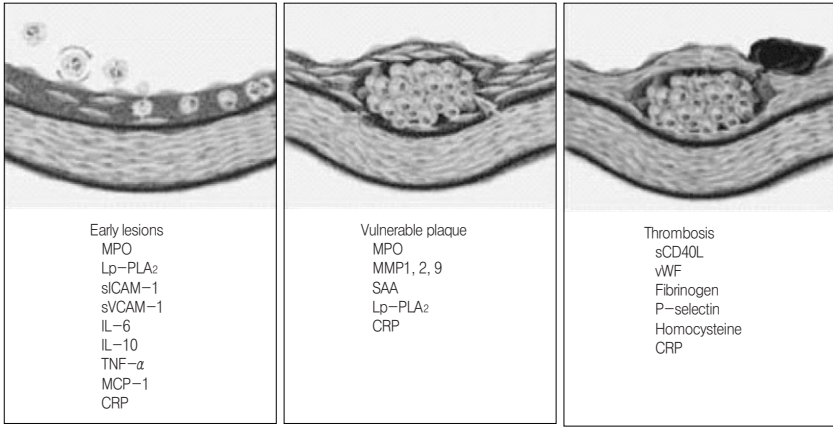 Early lesions
MPO
Lp-PLA₂
sICAM-1
sVCAM-1
IL-6
IL-10
TNF-α
MCP-1
CRP
Vulnerable plaque
MPO
MMP1, 2, 9
SAA
Lp-PLA₂
CRP
Thrombosis
sCD40L
vWF
Fibrinogen
P-selectin
Homocysteine
CRP